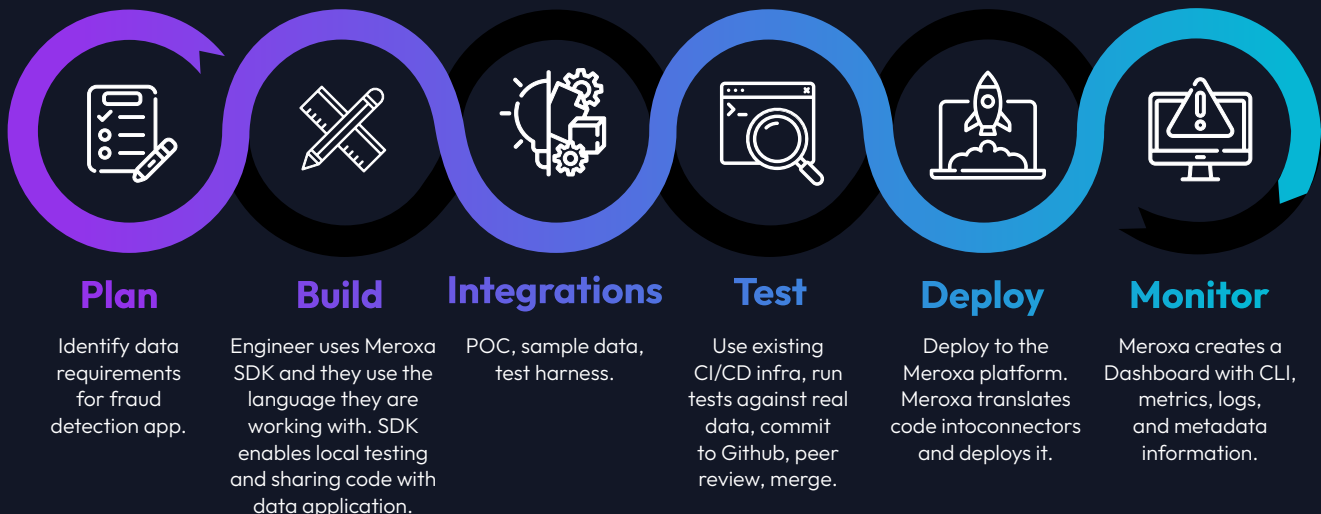 Plan
Identify data
requirements
for fraud
detection app.
Build
Engineer uses Meroxa
SDK and they use the
language they are
working with. SDK
enables local testing
and sharing code with
data application.
Integrations
POC, sample data,
test harness.
Test
Use existing
CI/CD infra, run
tests against real
data, commit
to Github, peer
review, merge.
Deploy
Deploy to the
Meroxa platform.
Meroxa translates
code intoconnectors
and deploys it.
Monitor
Meroxa creates a
Dashboard with CLI,
metrics, logs,
and metadata
information.